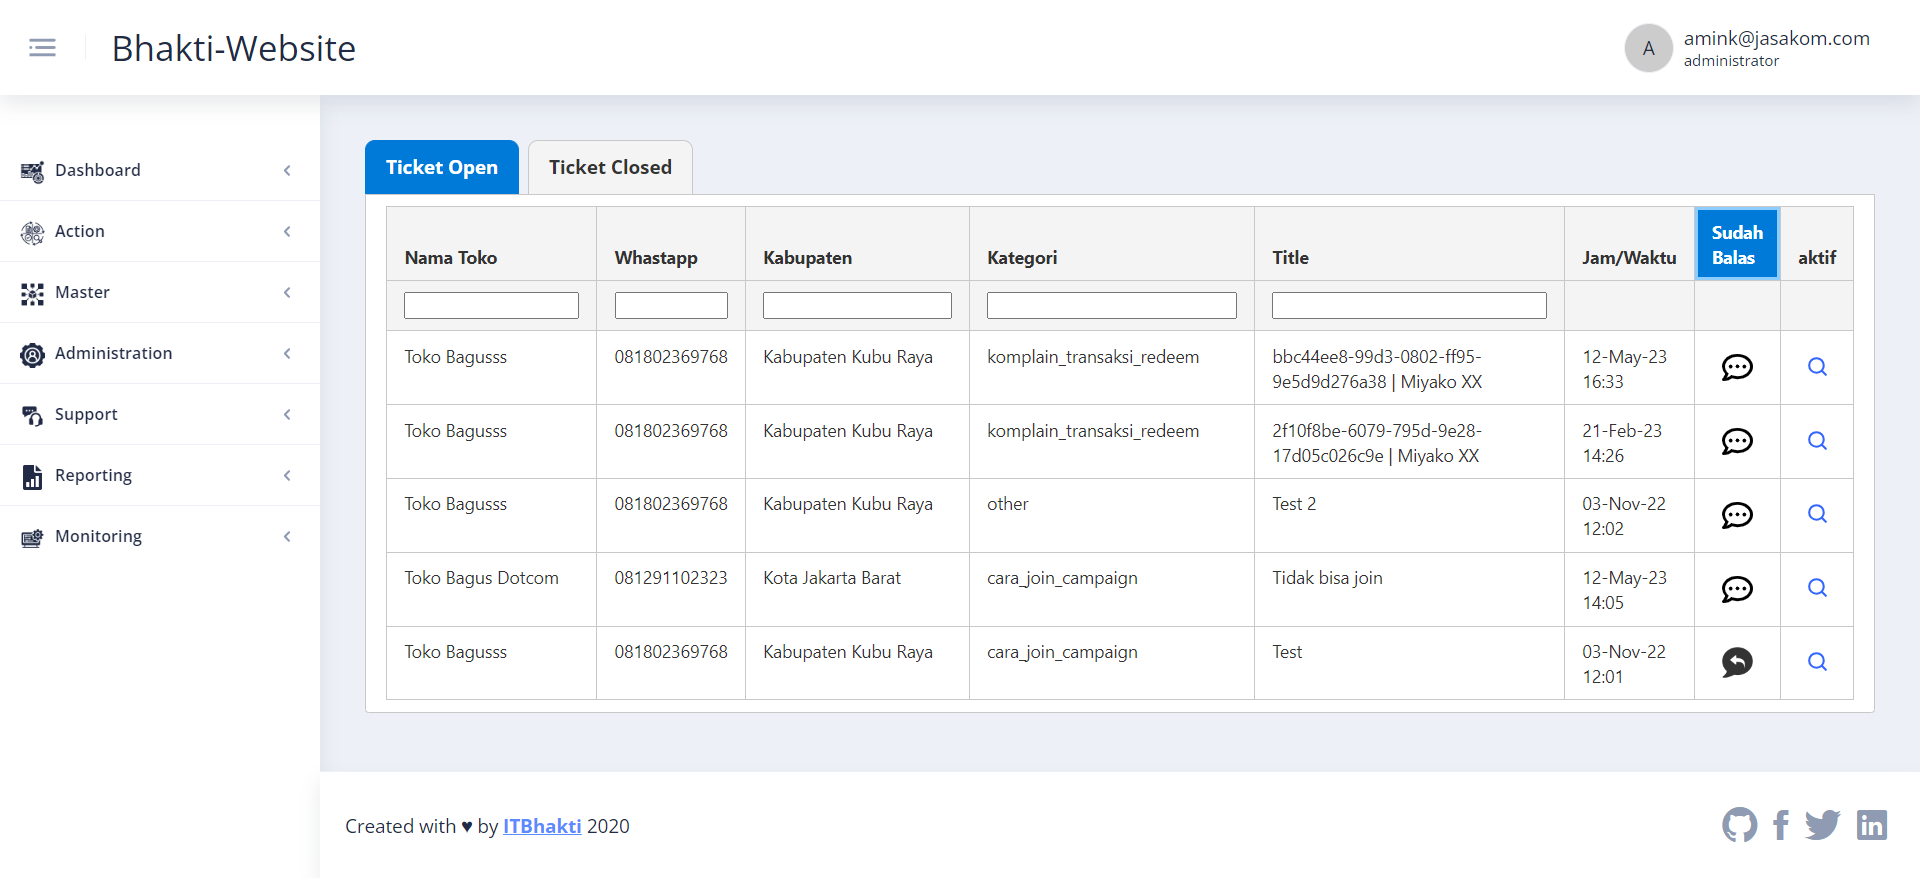 Bhakti-Website
A
amink@jasakom.com
administrator
Dashboard
Action
Master
Administration
Support
Reporting
Monitoring
Ticket Open
Ticket Closed
Nama Toko Whastapp Kabupaten Kategori Title Jam/Waktu Sudah Balas aktif
Toko Bagusss 081802369768 Kabupaten Kubu Raya komplain_transaksi_redeem bbc44ee8-99d3-0802-ff95- 12-May-23
9e5d9d276a38 | Miyako XX 16:33
Toko Bagusss 081802369768 Kabupaten Kubu Raya komplain_transaksi_redeem 2f10f8be-6079-795d-9e28- 21-Feb-23
17d05c026c9e | Miyako XX 14:26
Toko Bagusss 081802369768 Kabupaten Kubu Raya other Test 2 03-Nov-22
12:02
Toko Bagus Dotcom 081291102323 Kota Jakarta Barat cara_join_campaign Tidak bisa join 12-May-23
14:05
Toko Bagusss 081802369768 Kabupaten Kubu Raya cara_join_campaign Test 03-Nov-22
12:01
Created with ♥ by ITBhakti 2020